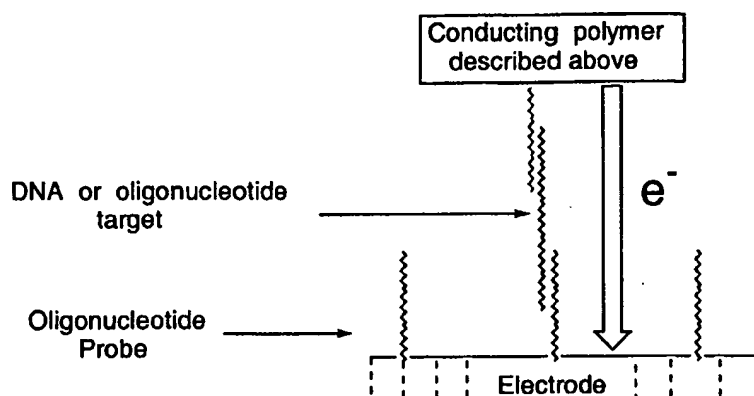 Conducting polymer
described above
DNA or oligonucleotide
target
e-
Oligonucleotide
Probe
Electrode